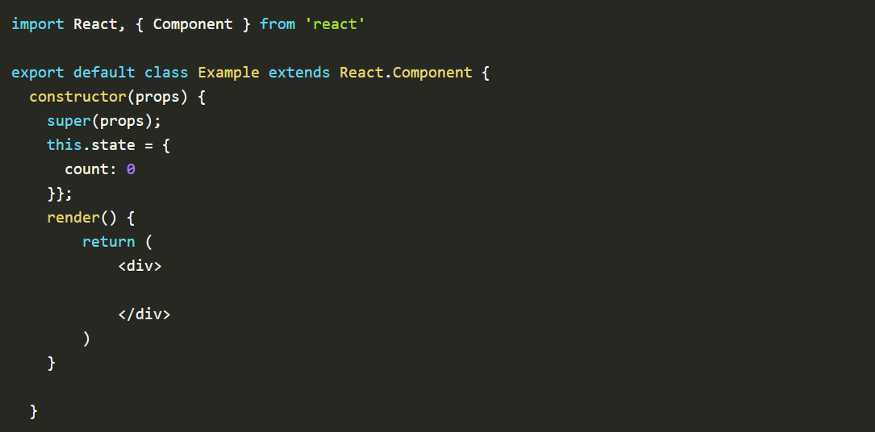 import React, { Component } from 'react'
export default class Example extends React.Component {
constructor(props) {
super(props);
this.state = {
count: 0
}};
render() {
return (
<div>
</div>
)
}
}